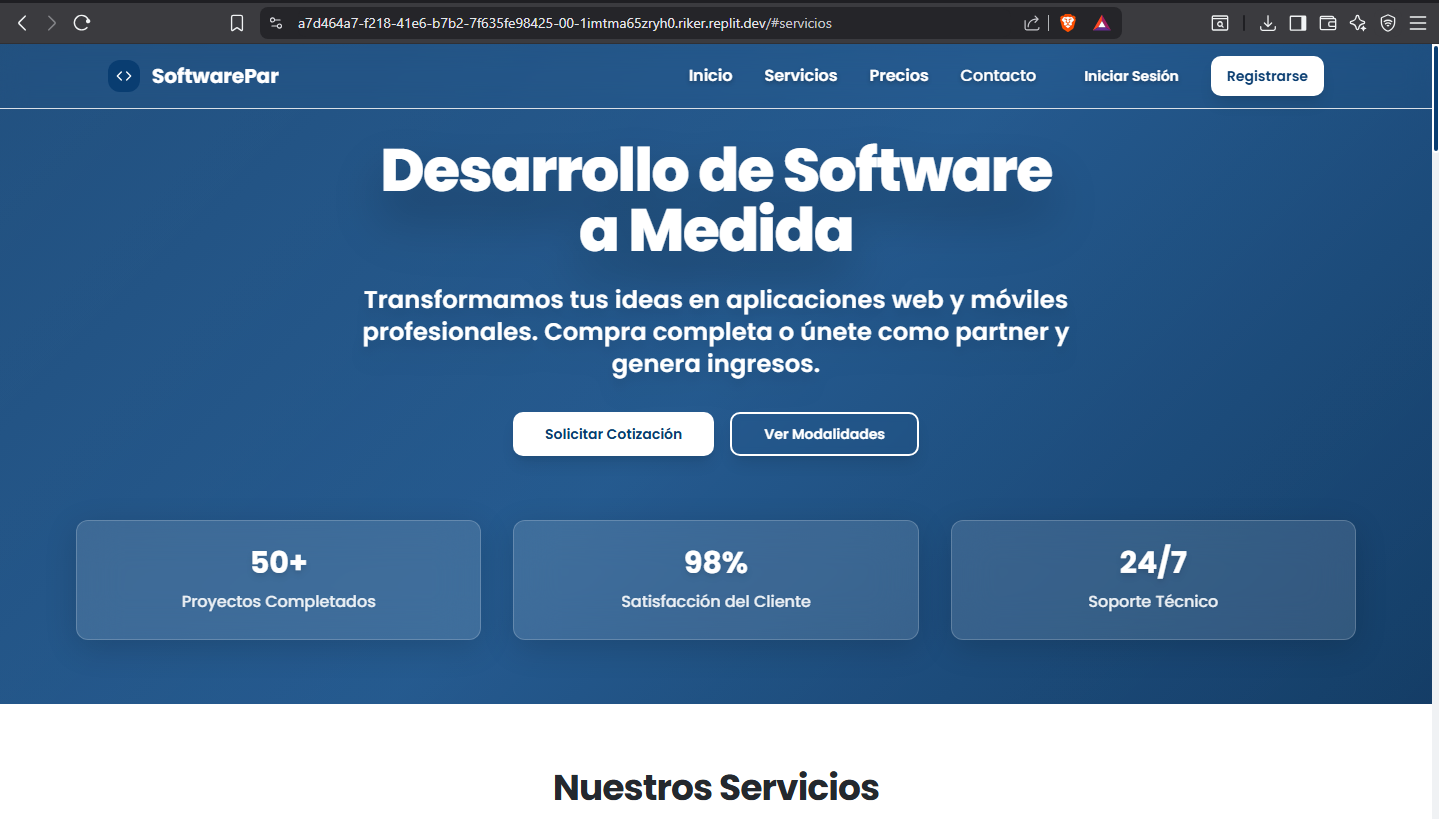 a7d464a7-f218-41e6-b7b2-7f635fe98425-00-1imtma65zryh0.riker.replit.dev/#servicios
SoftwarePar
Inicio
Servicios
Precios
Contacto
Iniciar Sesión
Registrarse
Desarrollo de Software
a Medida
Transformamos tus ideas en aplicaciones web y móviles
profesionales. Compra completa o únete como partner y
genera ingresos.
Solicitar Cotización
Ver Modalidades
50+
Proyectos Completados
98%
Satisfacción del Cliente
24/7
Soporte Técnico
Nuestros Servicios